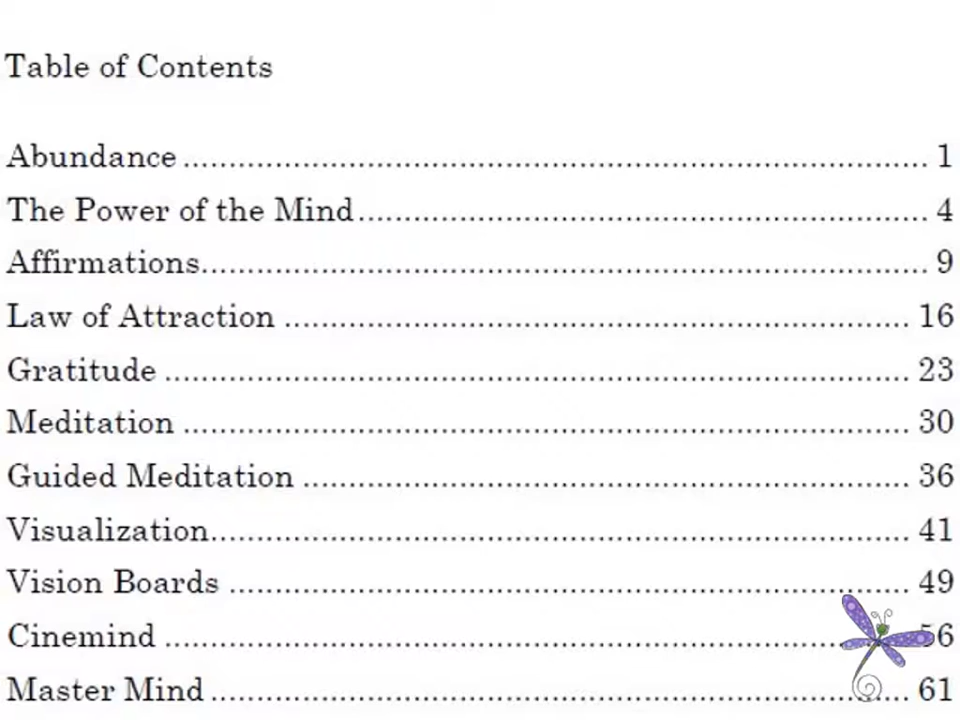 Table of Contents
Abundance ........................................................................ 1
The Power of the Mind........................................................ 4
Affirmations....................................................................... 9
Law of Attraction .............................................................. 16
Gratitude .......................................................................... 23
Meditation ........................................................................ 30
Guided Meditation ............................................................ 36
Visualization..................................................................... 41
Vision Boards .................................................................... 49
Cinemind .......................................................................... 56
Master Mind ..................................................................... 61